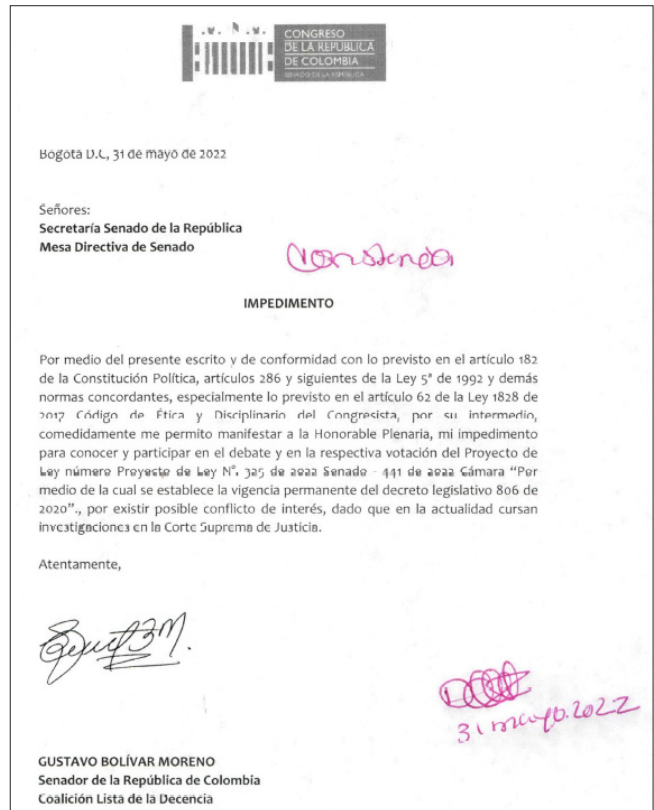 CONGRESO
DE LA REPÚBLICA
DE COLOMBIA
SENADO DE LA REPÚBLICA
Bogotá D.C, 31 de mayo de 2022
Señores:
Secretaría Senado de la República
Mesa Directiva de Senado
Constancia
IMPEDIMENTO
Por medio del presente escrito y de conformidad con lo previsto en el artículo 182
de la Constitución Política, artículos 286 y siguientes de la Ley 5ª de 1992 y demás
normas concordantes, especialmente lo previsto en el artículo 62 de la Ley 1828 de
2017 Código de Ética y Disciplinario del Congresista, por su intermedio,
comedidamente me permito manifestar a la Honorable Plenaria, mi impedimento
para conocer y participar en el debate y en la respectiva votación del Proyecto de
Ley número Proyecto de Ley N°. 325 de 2022 Senado - 441 de 2022 Cámara “Por
medio de la cual se establece la vigencia permanente del decreto legislativo 806 de
2020”., por existir posible conflicto de interés, dado que en la actualidad cursan
investigaciones en la Corte Suprema de Justicia.
Atentamente,
31 mayo.2022
GUSTAVO BOLÍVAR MORENO
Senador de la República de Colombia
Coalición Lista de la Decencia